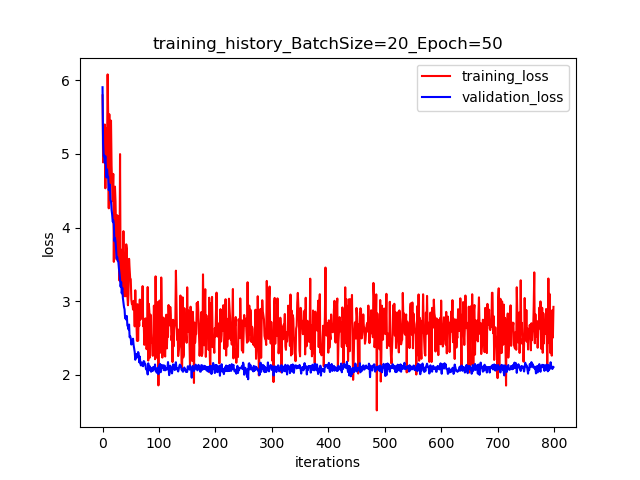 training_history_BatchSize=20_Epoch=50
training_loss
validation_loss
6
5
4
3
2
loss
0 100 200 300 400 500 600 700 800
iterations